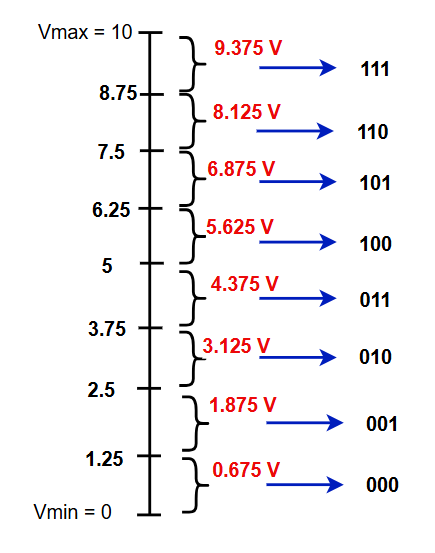 Vmax = 10
9.375 V
111
8.75
8.125 V
110
7.5
6.875 V
101
6.25
5.625 V
100
5
4.375 V
011
3.75
3.125 V
010
2.5
1.875 V
001
1.25
0.675 V
000
Vmin = 0